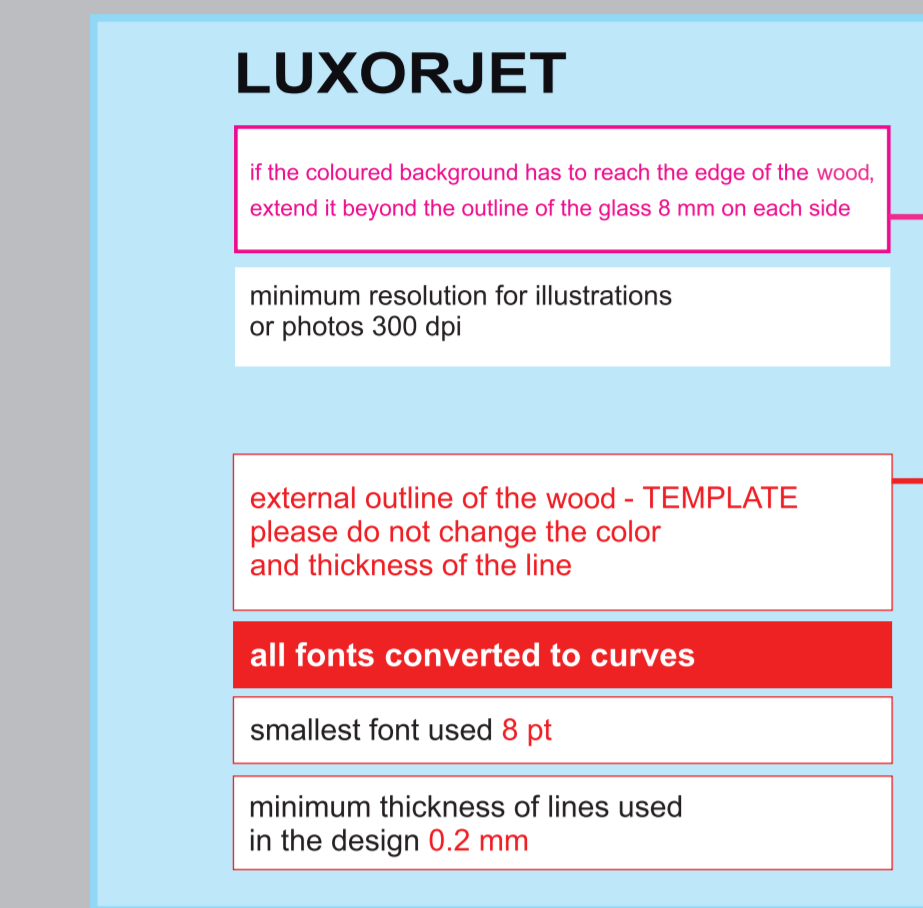 LUXORJET
if the coloured background has to reach the edge of the wood,
extend it beyond the outline of the glass 8 mm on each side
minimum resolution for illustrations
or photos 300 dpi
external outline of the wood - TEMPLATE
please do not change the color
and thickness of the line
all fonts converted to curves
smallest font used 8 pt
minimum thickness of lines used
in the design 0.2 mm